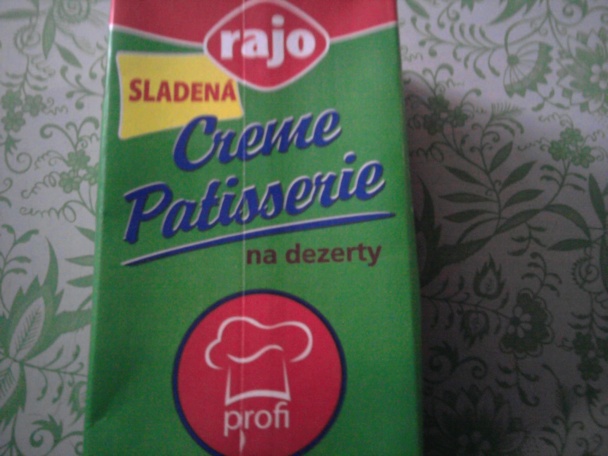 rajo
SLADENÁ
Creme
Patisserie
na dezerty
profi